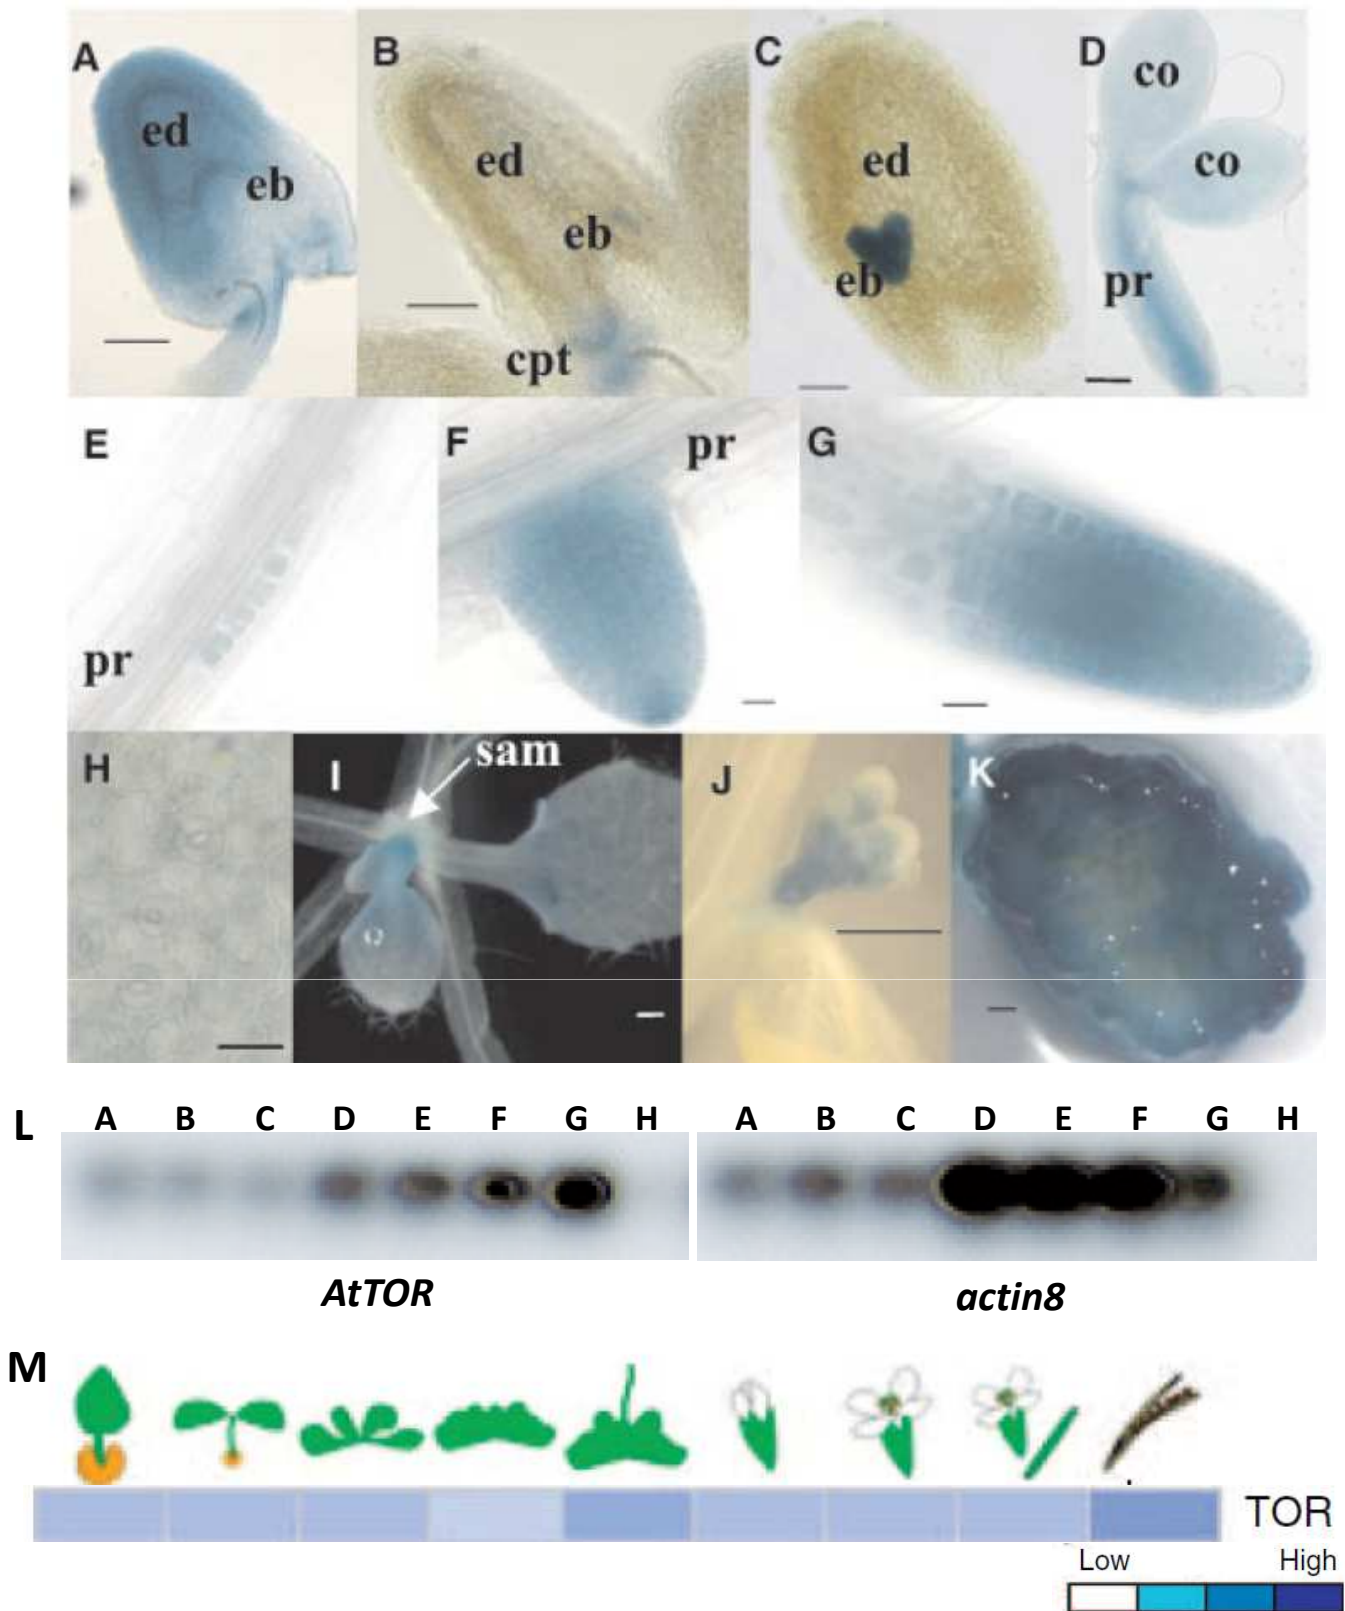 A B C D
co
ed ed ed co
eb eb eb pr
cpt
E F pr G
pr
H I sam J K
L A B C D E F G H A B C D E F G H
AtTOR actin8
M
TOR
Low High